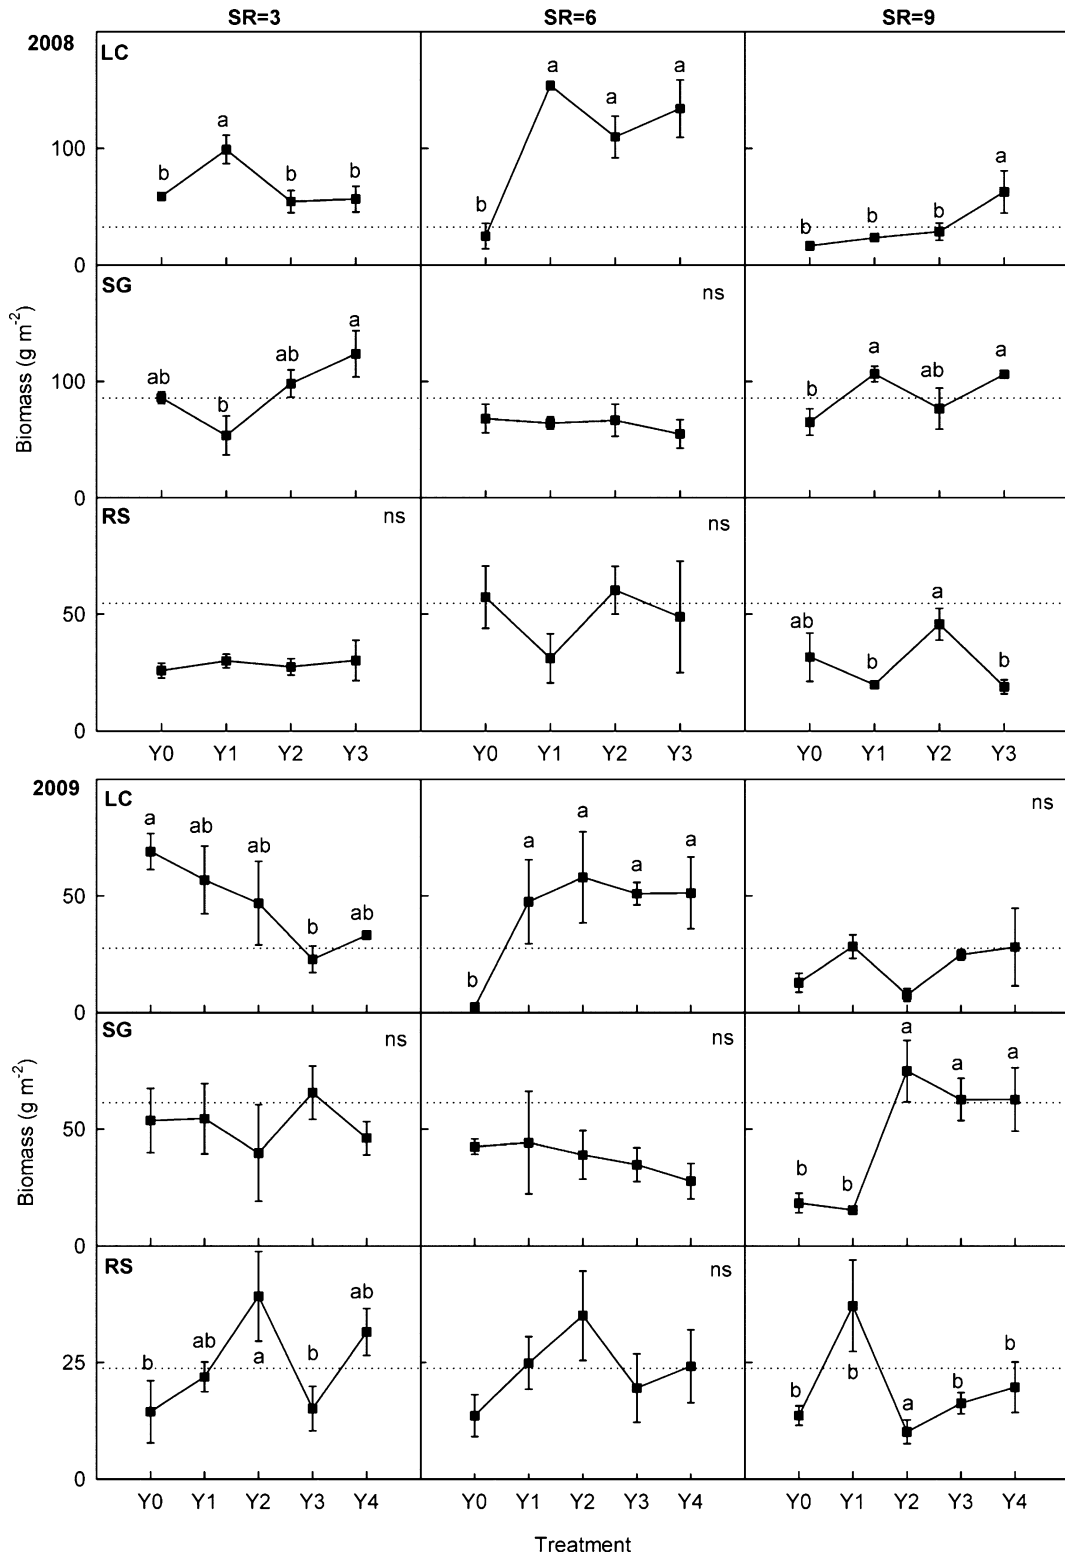 SR=3 SR=6 SR=9
2008
LC
a
b
b
b
b
a
a
a
b
b
b
a
100
0
SG
ab
b
ab
a
ns
b
a
ab
a
100
0
RS
ns
ns
ab
b
a
b
50
0
Biomass (g m-2)
Y0 Y1 Y2 Y3 Y0 Y1 Y2 Y3 Y0 Y1 Y2 Y3
2009
LC
a
ab
ab
b
ab
b
a
a
a
a
ns
50
0
SG
ns
ns
b
b
a
a
a
50
0
RS
b
ab
a
b
ab
ns
b
b
a
b
b
25
0
Biomass (g m-2)
Y0 Y1 Y2 Y3 Y4 Y0 Y1 Y2 Y3 Y4 Y0 Y1 Y2 Y3 Y4
Treatment